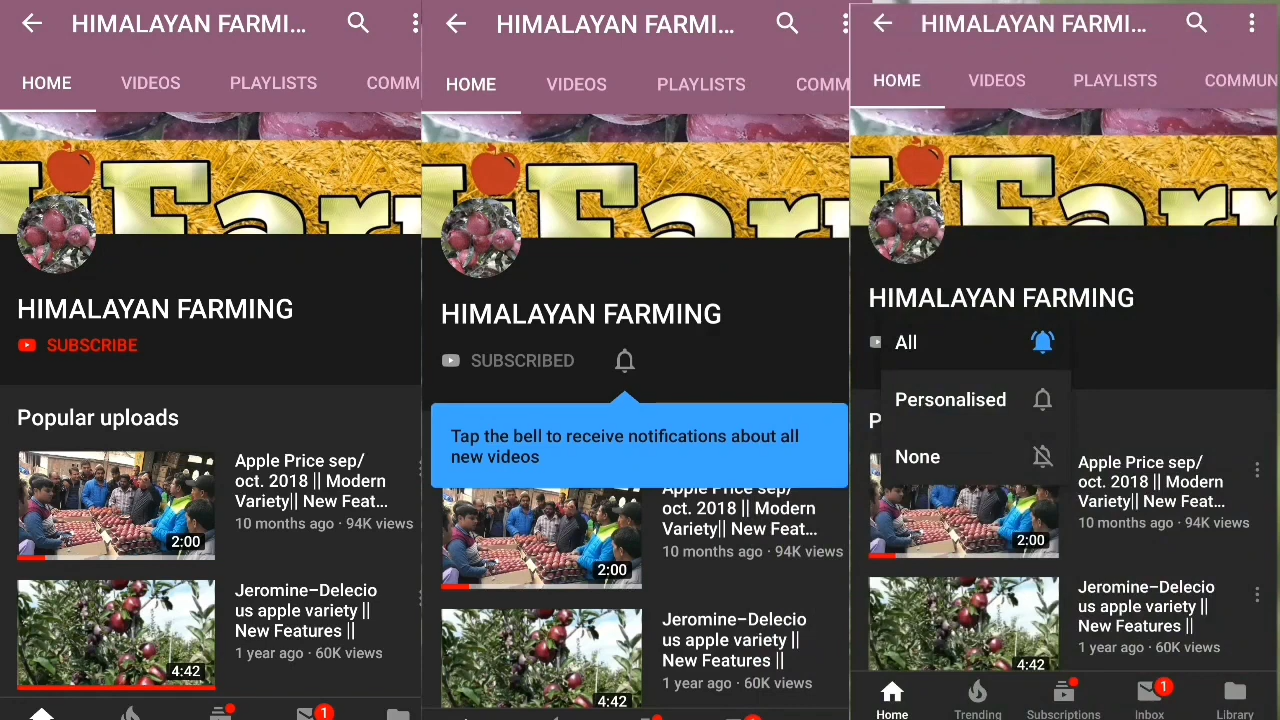 HIMALAYAN FARMI...
HOME VIDEOS PLAYLISTS COMM
Farı
HIMALAYAN FARMING
SUBSCRIBE
Popular uploads
Apple Price sep/
oct. 2018 || Modern
Variety|| New Feat...
10 months ago · 94K views
2:00
Jeromine–Delecio
us apple variety ||
New Features ||
1 year ago · 60K views
4:42
1
HIMALAYAN FARMI...
HOME VIDEOS PLAYLISTS COMM
Farı
HIMALAYAN FARMING
SUBSCRIBED
Tap the bell to receive notifications about all
new videos
Apple Price sep/
oct. 2018 || Modern
Variety|| New Feat...
10 months ago · 94K views
2:00
Jeromine–Delecio
us apple variety ||
New Features ||
1 year ago · 60K views
4:42
HIMALAYAN FARMI...
HOME VIDEOS PLAYLISTS COMMUN
Farı
HIMALAYAN FARMING
All
Personalised
P
None
Apple Price sep/
oct. 2018 || Modern
Variety|| New Feat...
10 months ago · 94K views
2:00
Jeromine–Delecio
us apple variety ||
New Features ||
1 year ago · 60K views
4:42
1
Home Trending Subscriptions Inbox Library